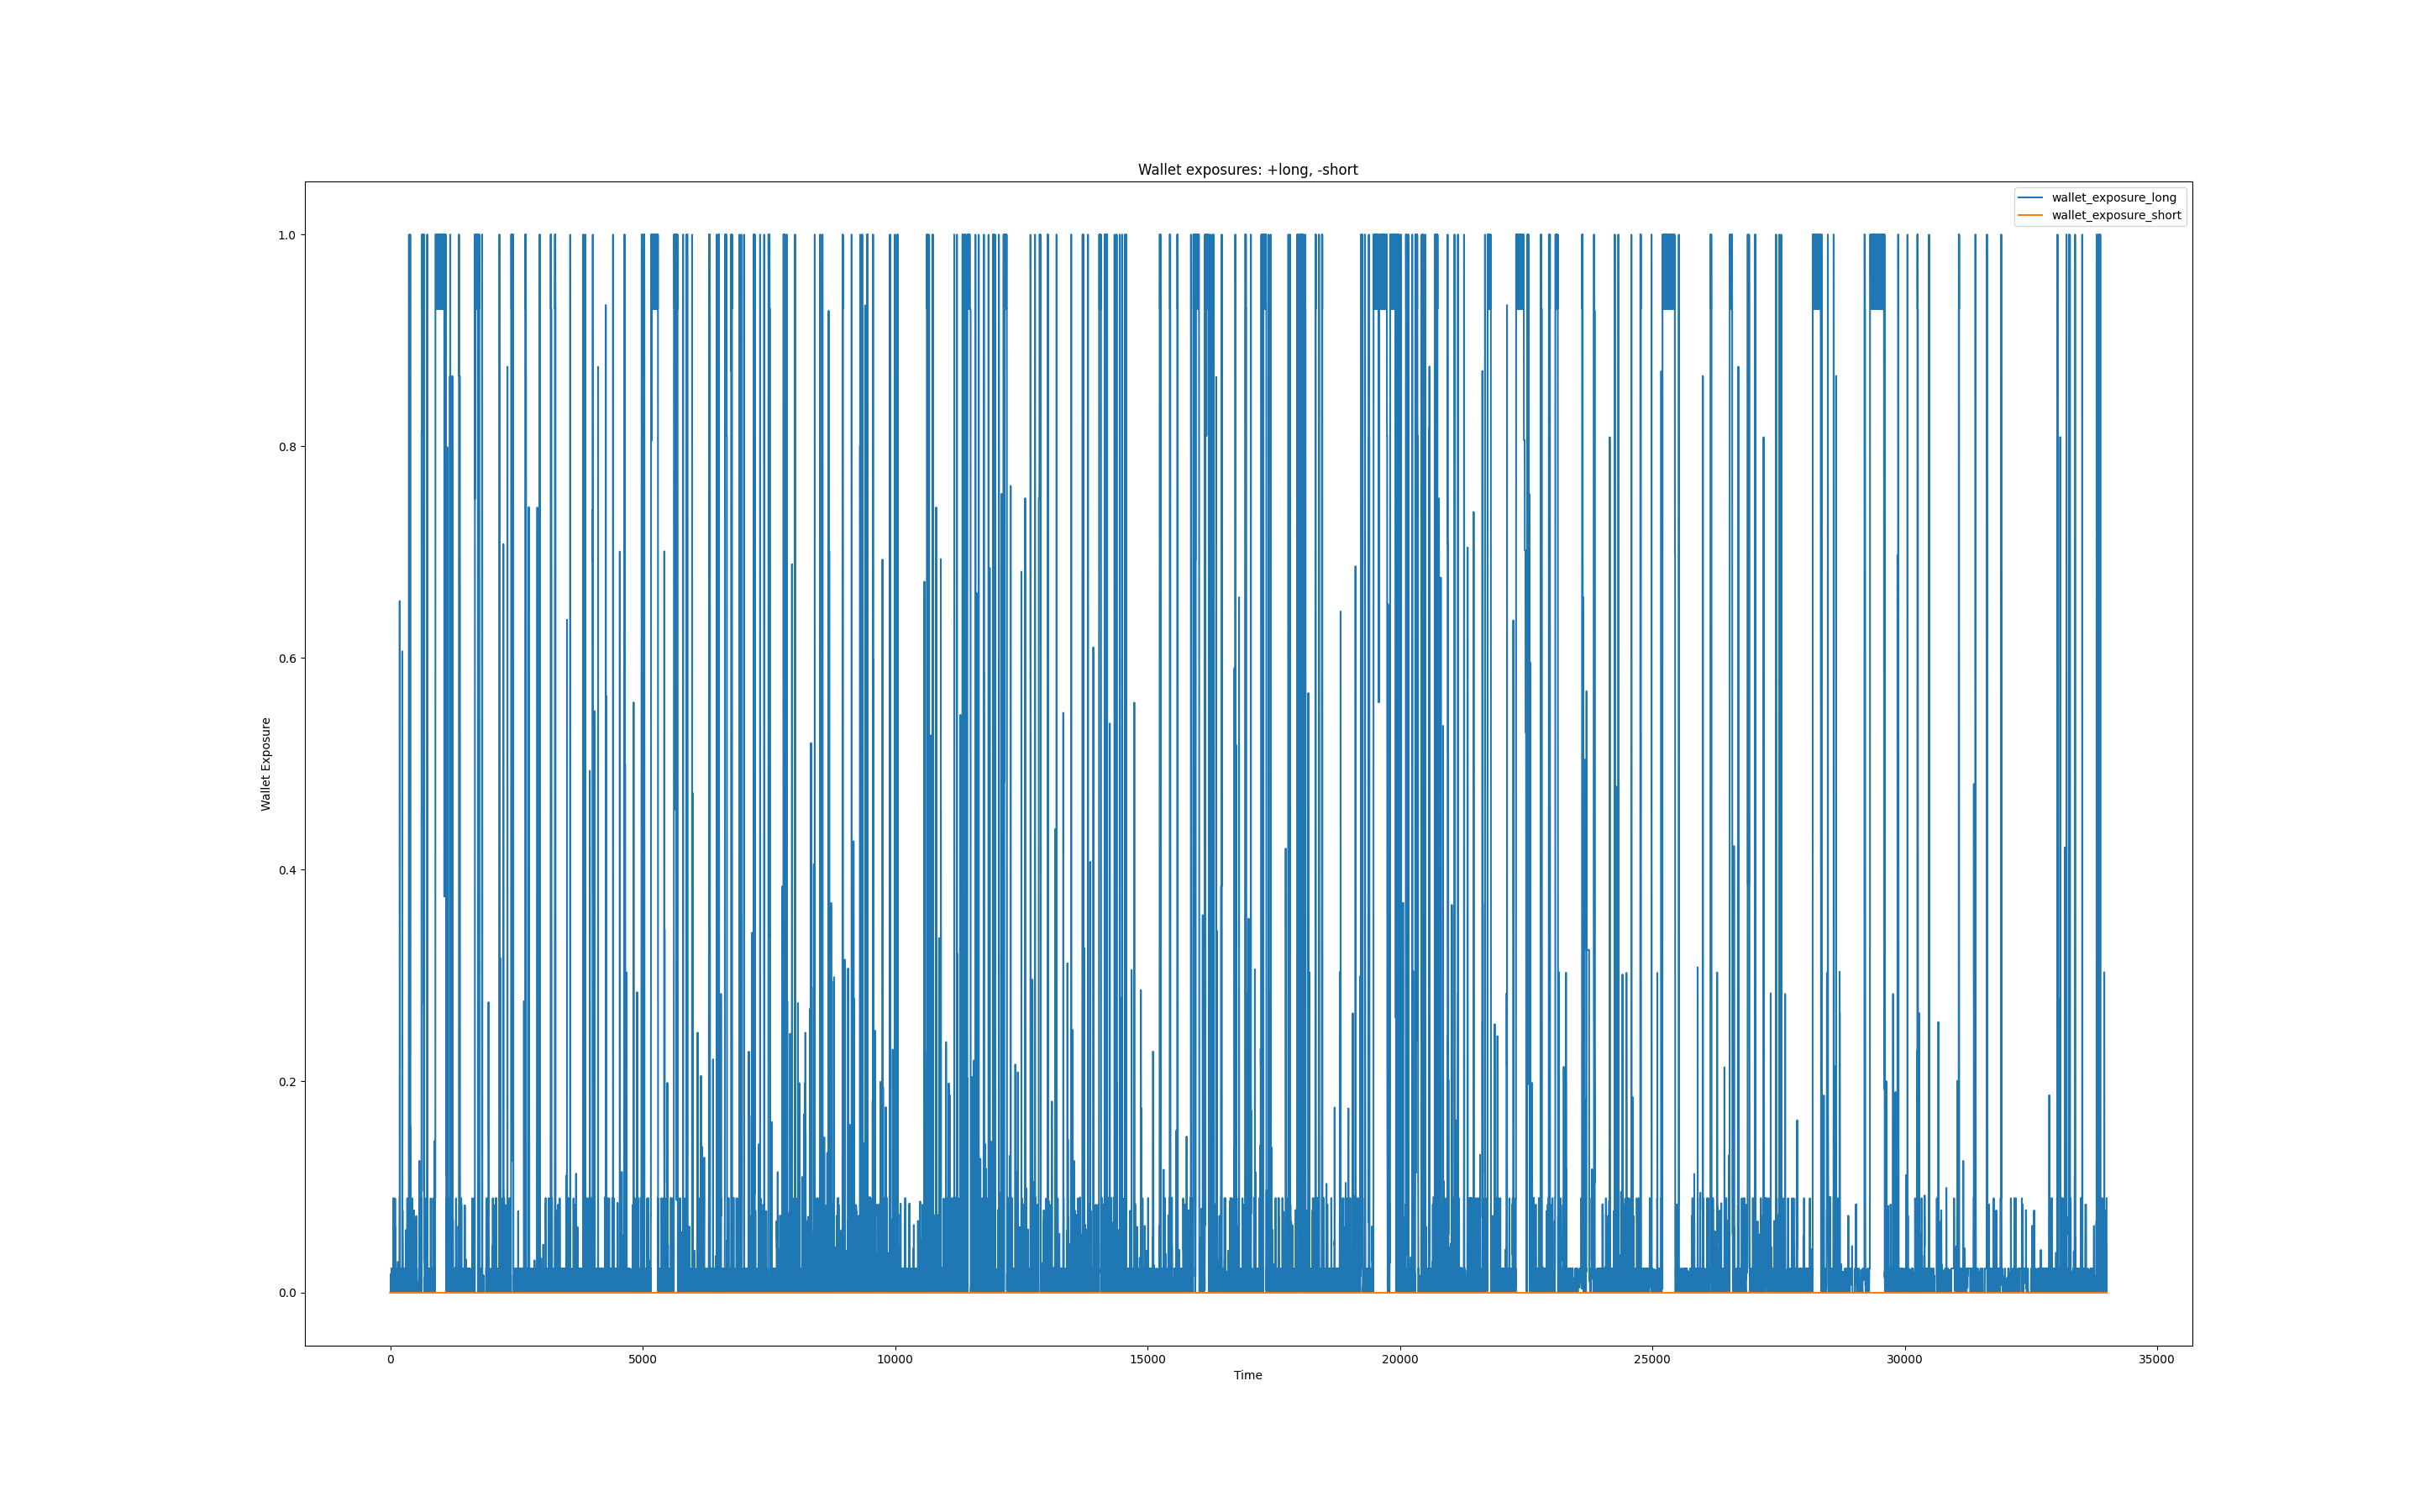 Wallet exposures: +long, -short
wallet_exposure_long
wallet_exposure_short
1.0
0.8
0.6
0.4
0.2
0.0
Wallet Exposure
0 5000 10000 15000 20000 25000 30000 35000
Time